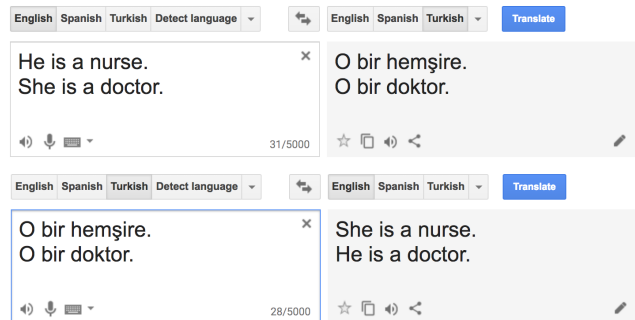 English Spanish Turkish Detect language English Spanish Turkish Translate
He is a nurse.
She is a doctor.
31/5000
O bir hemşire.
O bir doktor.
English Spanish Turkish Detect language English Spanish Turkish Translate
O bir hemşire.
O bir doktor.
28/5000
She is a nurse.
He is a doctor.